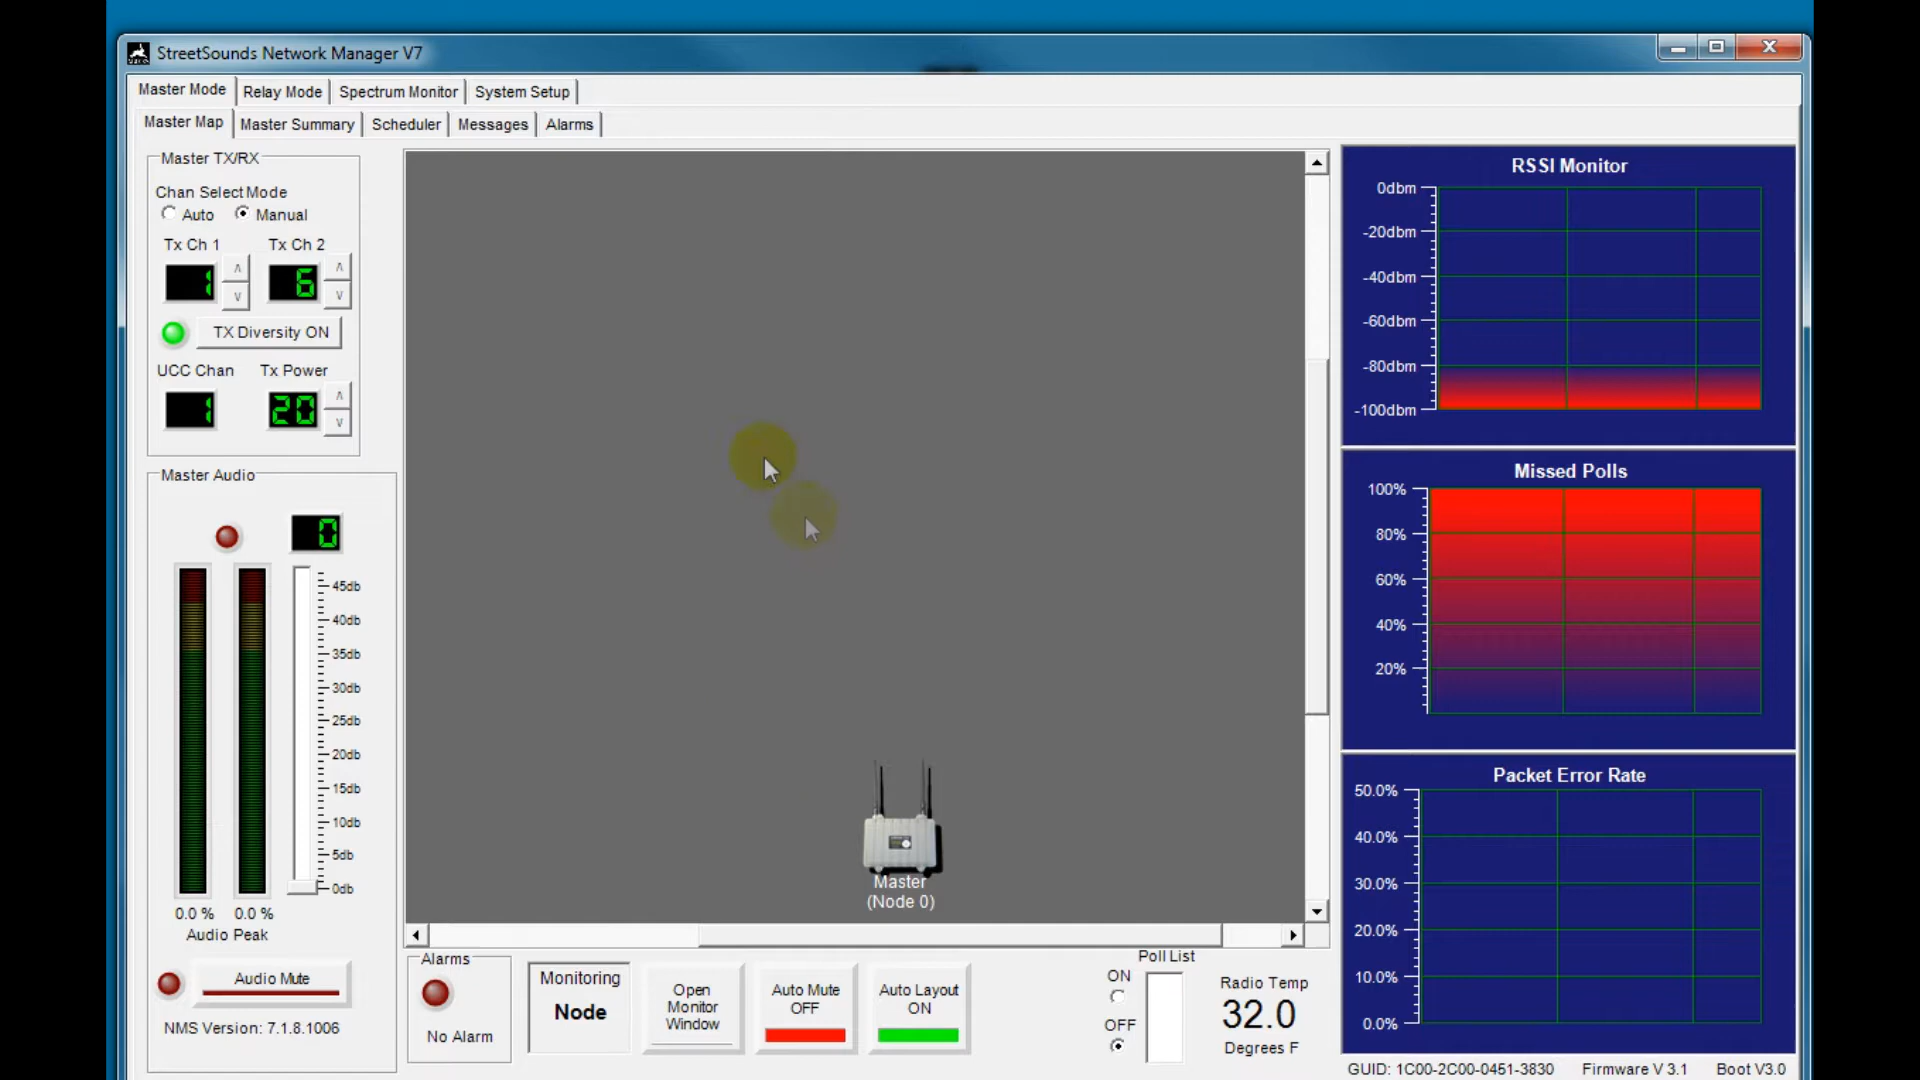 StreetSounds Network Manager V7
Master Mode
Relay Mode
Spectrum Monitor
System Setup
Master Map
Master Summary
Scheduler
Messages
Alarms
Master TX/RX
Chan Select Mode
Auto
Manual
Tx Ch 1
Tx Ch 2
1
6
TX Diversity ON
UCC Chan
Tx Power
1
20
Master Audio
0
45db
40db
35db
30db
25db
20db
15db
10db
5db
0db
0.0 %
0.0 %
Audio Peak
Audio Mute
NMS Version: 7.1.8.1006
Master
(Node 0)
Alarms
No Alarm
Monitoring
Node
Open
Monitor
Window
Auto Mute
OFF
Auto Layout
ON
Poll List
ON
OFF
Radio Temp
32.0
Degrees F
RSSI Monitor
0dbm
-20dbm
-40dbm
-60dbm
-80dbm
-100dbm
Missed Polls
100%
80%
60%
40%
20%
Packet Error Rate
50.0%
40.0%
30.0%
20.0%
10.0%
0.0%
GUID: 1C00-2C00-0451-3830
Firmware V 3.1
Boot V3.0